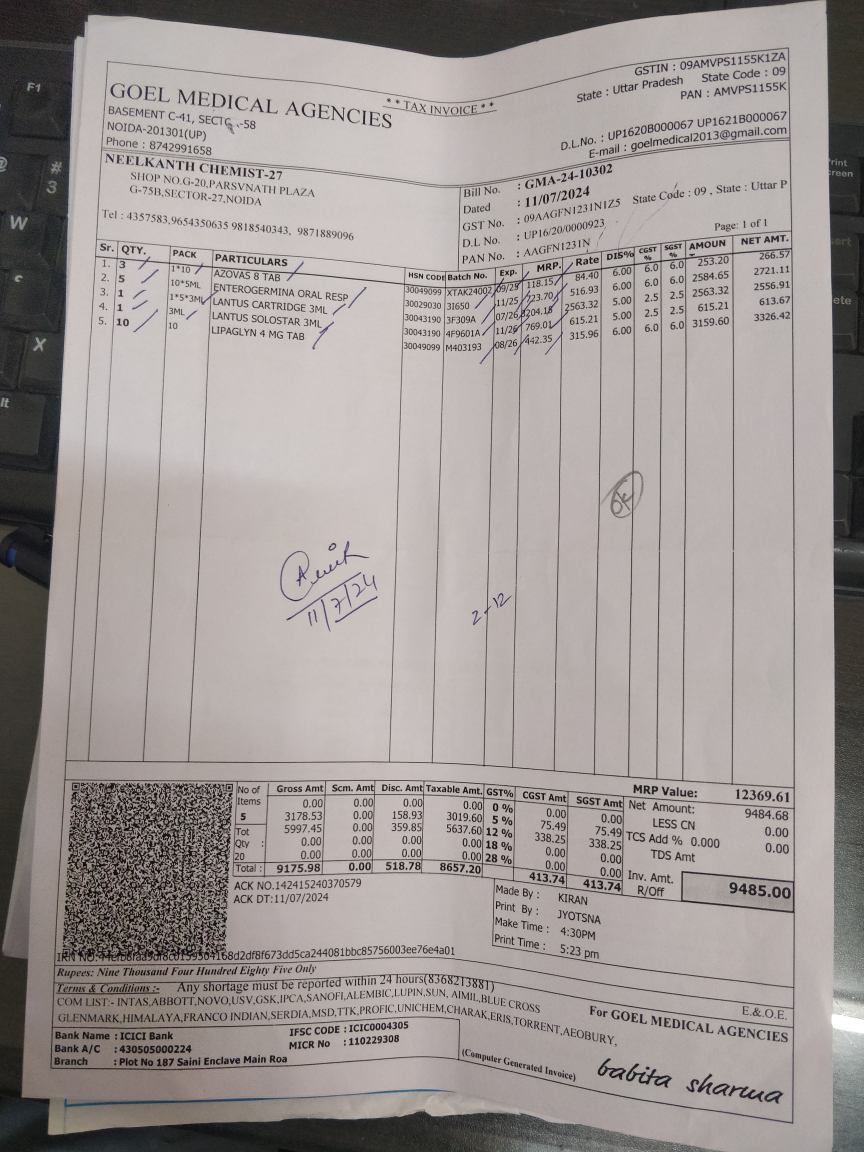 ** TAX INVOICE **
GOEL MEDICAL AGENCIES
BASEMENT C-41, -58
NOIDA-201301(UP)
Phone : 8742991658
GSTIN : 09AMVPS1155K1ZA
State : Uttar Pradesh State Code : 09
PAN : AMVPS1155K
D.L.No. : UP1620B000067 UP1621B000067
E-mail : goelmedical2013@gmail.com
NEELKANTH CHEMIST-27
SHOP NO.G-20,PARSVNATH PLAZA
G-75B,SECTOR-27,NOIDA
Tel : 4357583,9654350635 9818540343, 9871889096
Bill No. : GMA-24-10302
Dated : 11/07/2024
GST No. : 09AAGFN1231N1Z5 State Code : 09 , State : Uttar P
D.L No. : UP16/20/0000923
PAN No. : AAGFN1231N
Page: 1 of 1
Sr. QTY. PACK PARTICULARS HSN CODE Batch No. Exp. MRP. Rate DIS% CGST % SGST % AMOUN NET AMT.
1. 3 1*10 AZOVAS 8 TAB 30049099 XTAK24002 09/25 118.15 84.40 6.00 6.0 6.0 253.20 266.57
2. 5 10*5ML ENTEROGERMINA ORAL RESP 30029030 3I650 11/25 723.70 516.93 6.00 6.0 6.0 2584.65 2721.11
3. 1 1*5*3ML LANTUS CARTRIDGE 3ML 30043190 3F309A 07/26 3204.15 2563.32 5.00 2.5 2.5 2563.32 2556.91
4. 1 3ML LANTUS SOLOSTAR 3ML 30043190 4F9601A 11/26 769.01 615.21 5.00 2.5 2.5 615.21 613.67
5. 10 10 LIPAGLYN 4 MG TAB 30049099 M403193 08/26 442.35 315.96 6.00 6.0 6.0 3159.60 3326.42
OK
11/7/24
2-12
No of Items 5 Tot Qty : 20
Gross Amt Scm. Amt Disc. Amt Taxable Amt. GST% CGST Amt SGST Amt
0.00 0.00 0.00 0.00 0 % 0.00 0.00
3178.53 0.00 158.93 3019.60 5 % 75.49 75.49
5997.45 0.00 359.85 5637.60 12 % 338.25 338.25
0.00 0.00 0.00 0.00 18 % 0.00 0.00
0.00 0.00 0.00 0.00 28 % 0.00 0.00
Total : 9175.98 0.00 518.78 8657.20 413.74 413.74
MRP Value: 12369.61
Net Amount: 9484.68
LESS CN 0.00
TCS Add % 0.000 0.00
TDS Amt
Inv. Amt. 9485.00
R/Off
ACK NO.142415240370579
ACK DT:11/07/2024
Made By : KIRAN
Print By : JYOTSNA
Make Time : 4:30PM
Print Time : 5:23 pm
IRN NO:
Rupees: Nine Thousand Four Hundred Eighty Five Only
Terms & Conditions :- Any shortage must be reported within 24 hours(8368213881)
COM LIST:- INTAS,ABBOTT,NOVO,USV,GSK,IPCA,SANOFI,ALEMBIC,LUPIN,SUN, AIMIL,BLUE CROSS
GLENMARK,HIMALAYA,FRANCO INDIAN,SERDIA,MSD,TTK,PROFIC,UNICHEM,CHARAK,ERIS,TORRENT,AEOBURY,
E.&.O.E.
For GOEL MEDICAL AGENCIES
Bank Name : ICICI Bank IFSC CODE : ICIC0004305
Bank A/C : 430505000224 MICR No : 110229308
Branch : Plot No 187 Saini Enclave Main Roa
(Computer Generated Invoice)
babita sharma
F1
#
3
W
X